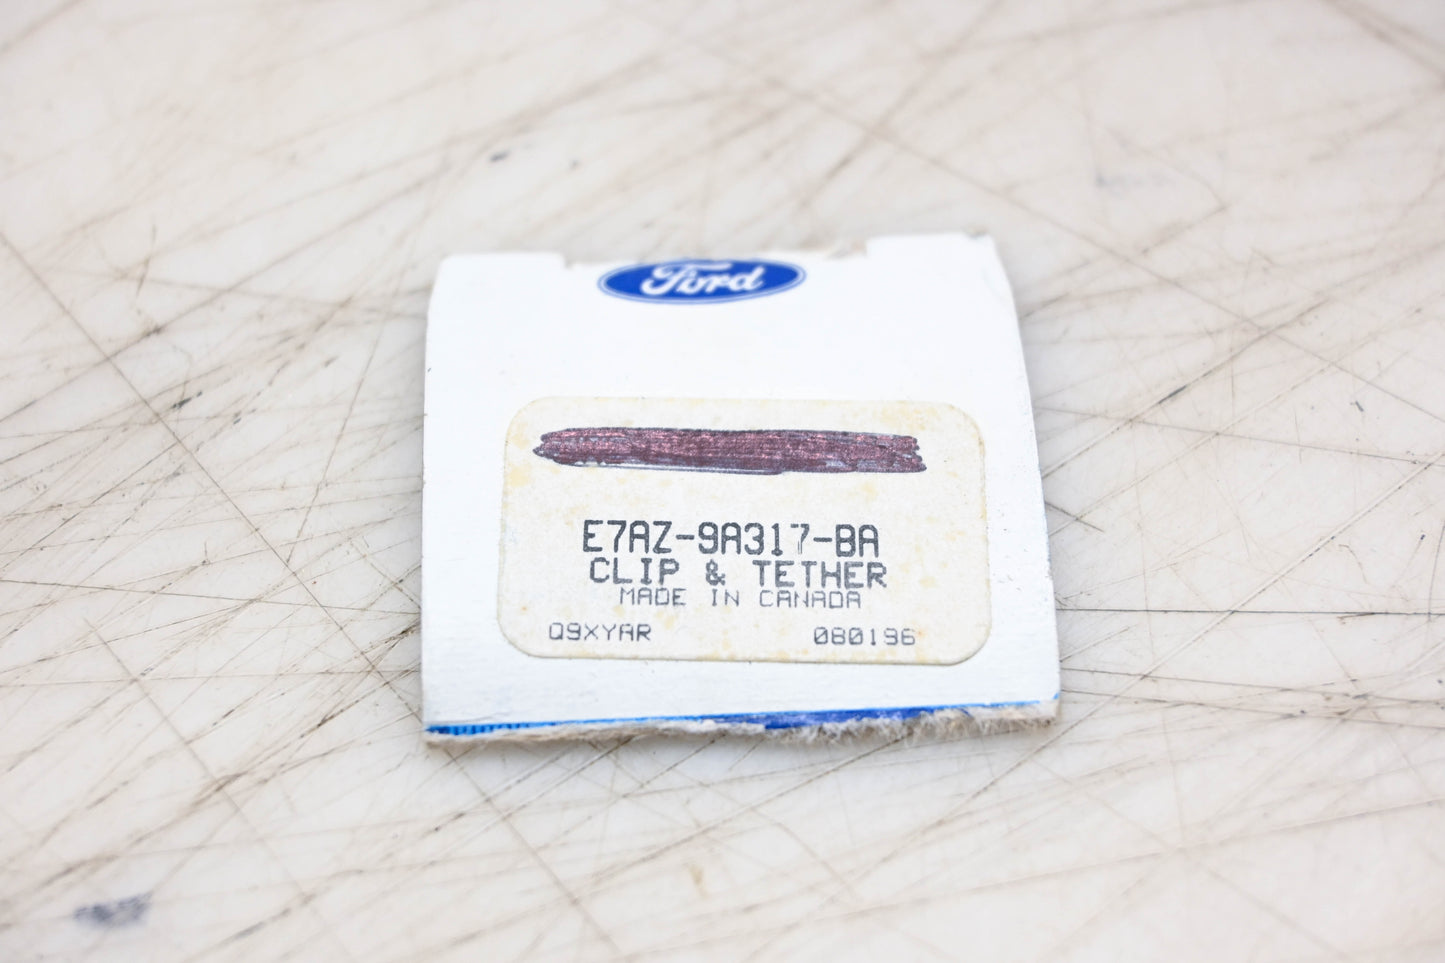 Ford
E7AZ-9A317-BA
CLIP & TETHER
MADE IN CANADA
Q9XYAR 080196